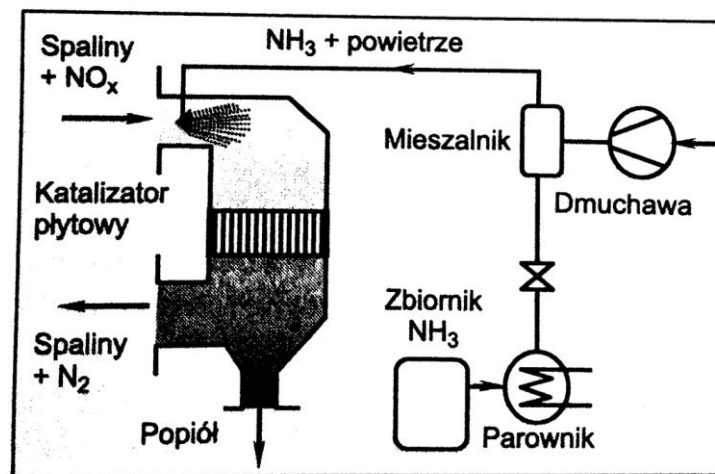 Spaliny
+ NOₓ
NH₃ + powietrze
Mieszalnik
Dmuchawa
Katalizator
płytowy
Zbiornik
NH₃
Spaliny
+ N₂
Popiół
Parownik